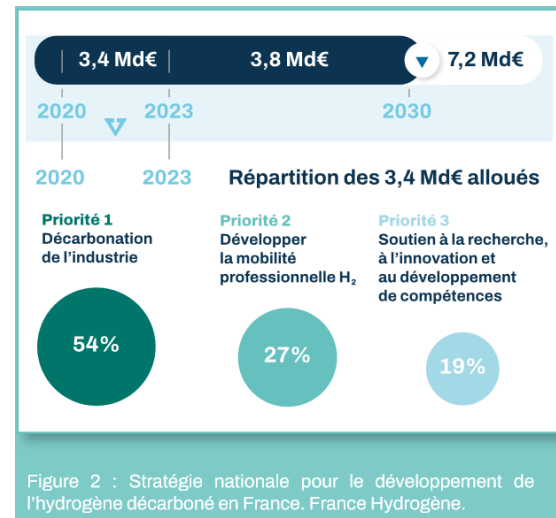 3,4 Md€ 3,8 Md€ 7,2 Md€
2020 2023 2030
2020 2023 Répartition des 3,4 Md€ alloués
Priorité 1
Décarbonation
de l'industrie
Priorité 2
Développer
la mobilité
professionnelle H₂
Priorité 3
Soutien à la recherche,
à l'innovation et
au développement
de compétences
54%
27%
19%
Figure 2 : Stratégie nationale pour le développement de
l'hydrogène décarboné en France. France Hydrogène.